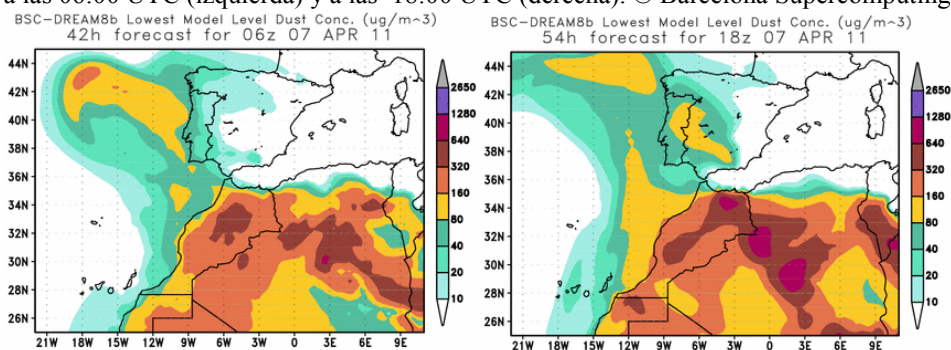 a las 06:00 UTC (izquierda) y a las 18:00 UTC (derecha). © Barcelona Supercomputing
BSC-DREAM8b Lowest Model Level Dust Conc. (ug/m^3)
42h forecast for 06z 07 APR 11
44N
42N
40N
38N
36N
34N
32N
30N
28N
26N
21W 18W 15W 12W 9W 6W 3W 0 3E 6E 9E
2650
1280
640
320
160
80
40
20
10
BSC-DREAM8b Lowest Model Level Dust Conc. (ug/m^3)
54h forecast for 18z 07 APR 11
44N
42N
40N
38N
36N
34N
32N
30N
28N
26N
21W 18W 15W 12W 9W 6W 3W 0 3E 6E 9E
2650
1280
640
320
160
80
40
20
10